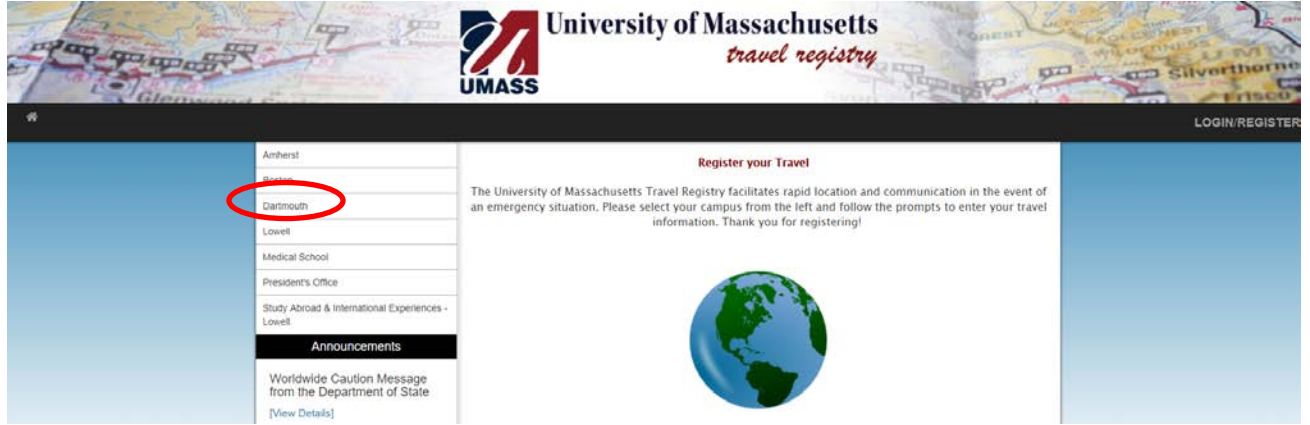 University of Massachusetts
travel registry
UMASS
Silverthorne
Frisco
LOGIN/REGISTER
Amherst
Boston
Dartmouth
Lowell
Medical School
President's Office
Study Abroad & International Experiences -
Lowell
Announcements
Worldwide Caution Message
from the Department of State
[View Details]
Register your Travel
The University of Massachusetts Travel Registry facilitates rapid location and communication in the event of
an emergency situation. Please select your campus from the left and follow the prompts to enter your travel
information. Thank you for registering!